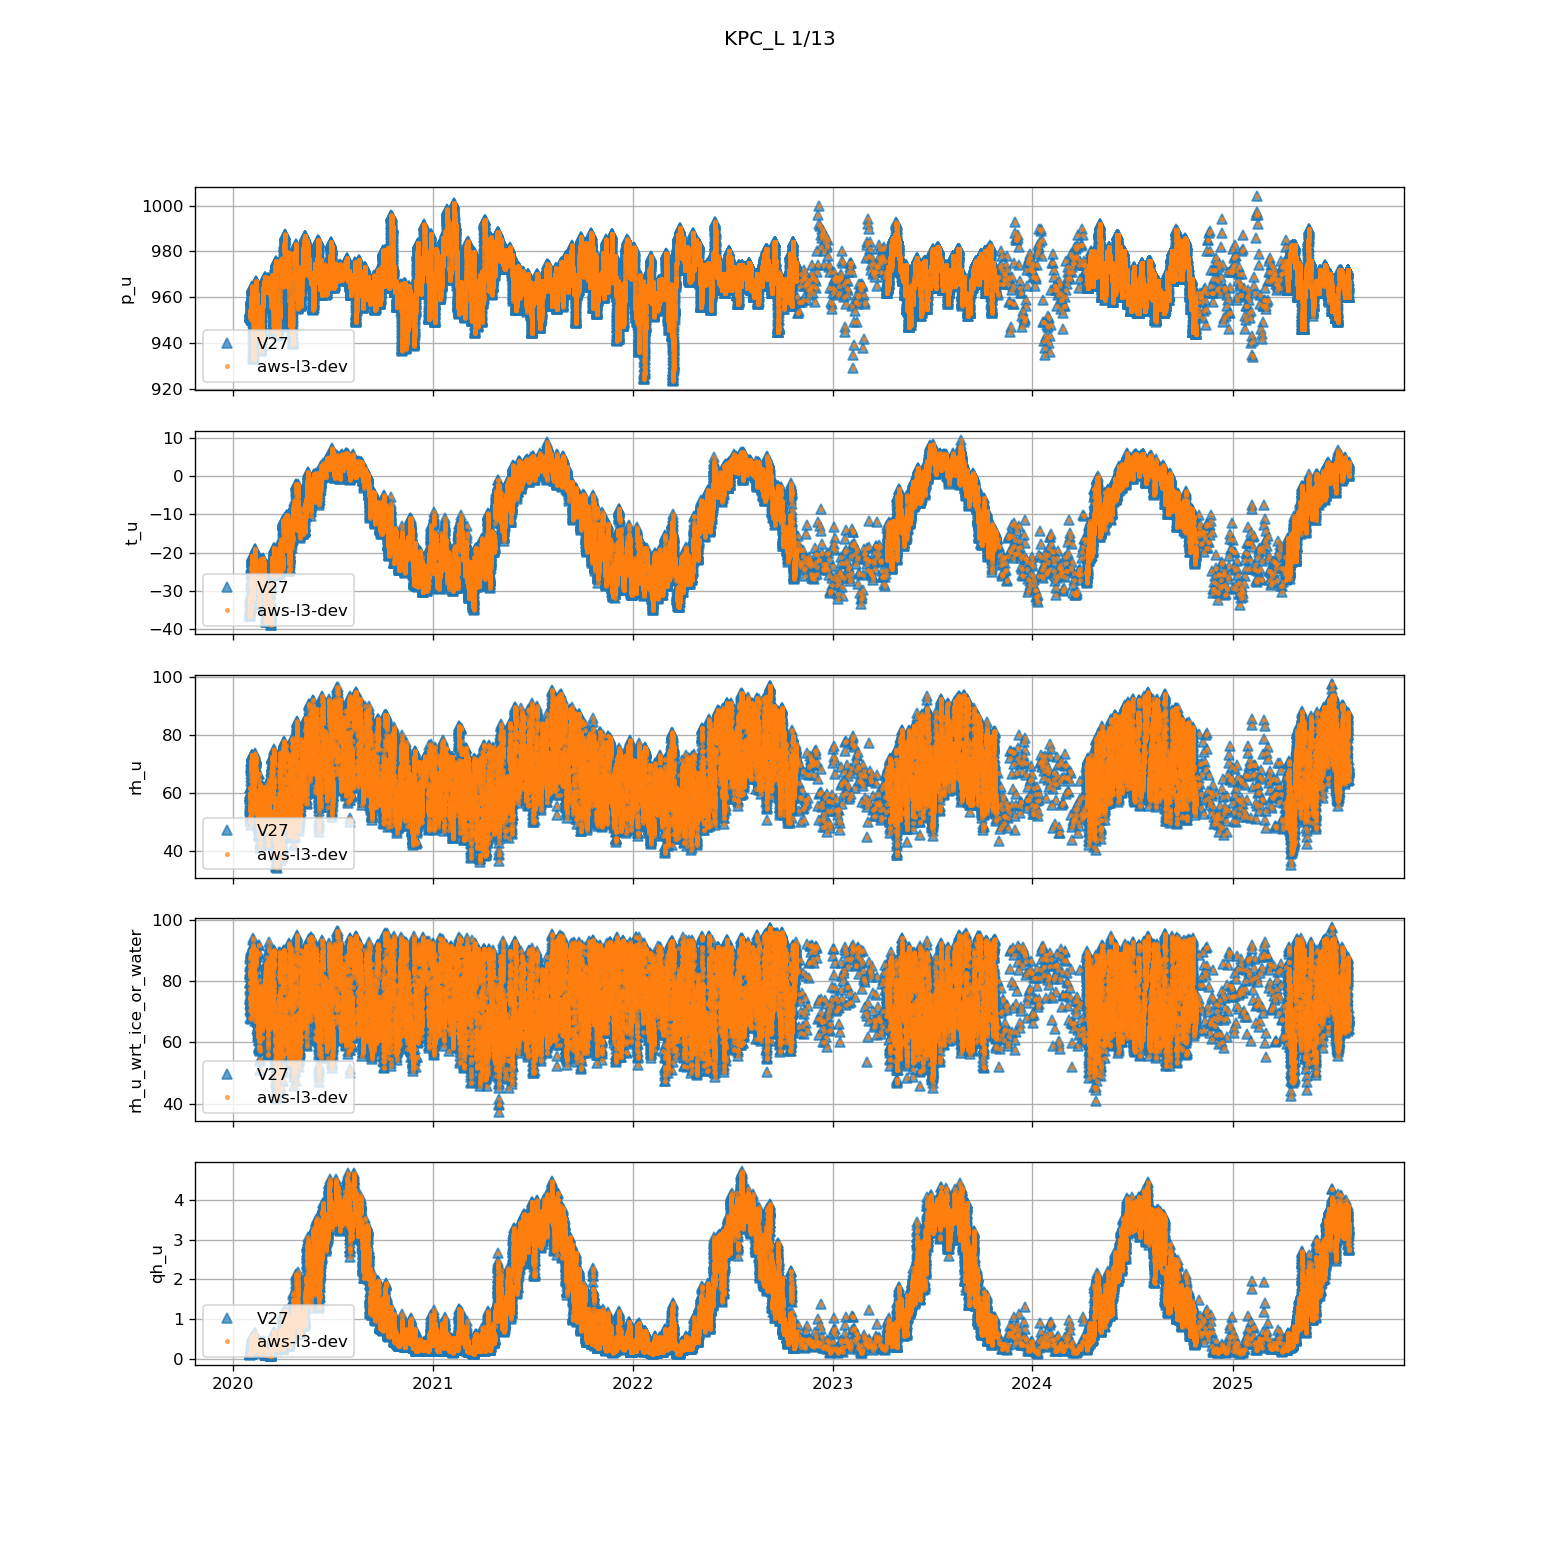 KPC_L 1/13
1000
980
960
940
920
p_u
V27
aws-l3-dev
10
0
−10
−20
−30
−40
t_u
V27
aws-l3-dev
100
80
60
40
rh_u
V27
aws-l3-dev
100
80
60
40
rh_u_wrt_ice_or_water
V27
aws-l3-dev
4
3
2
1
0
qh_u
V27
aws-l3-dev
2020 2021 2022 2023 2024 2025